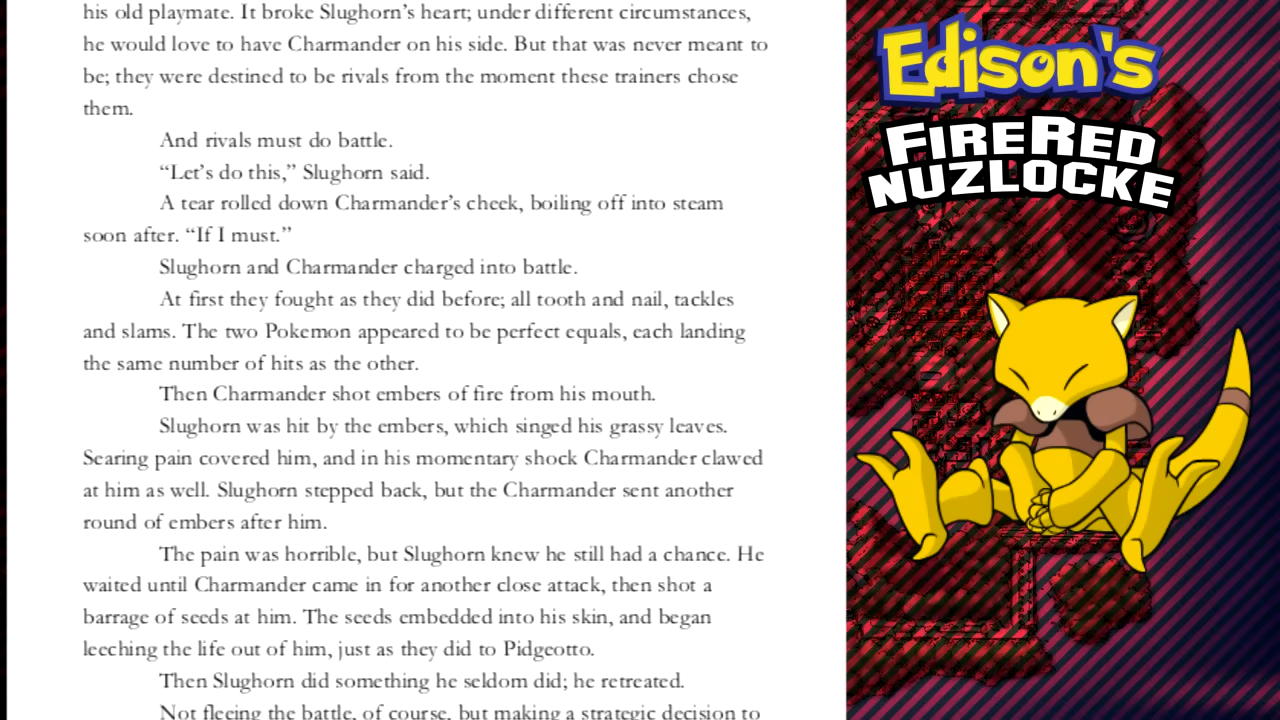 his old playmate. It broke Slughorn's heart; under different circumstances,
he would love to have Charmander on his side. But that was never meant to
be; they were destined to be rivals from the moment these trainers chose
them.
And rivals must do battle.
“Let's do this,” Slughorn said.
A tear rolled down Charmander's cheek, boiling off into steam
soon after. “If I must.”
Slughorn and Charmander charged into battle.
At first they fought as they did before; all tooth and nail, tackles
and slams. The two Pokemon appeared to be perfect equals, each landing
the same number of hits as the other.
Then Charmander shot embers of fire from his mouth.
Slughorn was hit by the embers, which singed his grassy leaves.
Searing pain covered him, and in his momentary shock Charmander clawed
at him as well. Slughorn stepped back, but the Charmander sent another
round of embers after him.
The pain was horrible, but Slughorn knew he still had a chance. He
waited until Charmander came in for another close attack, then shot a
barrage of seeds at him. The seeds embedded into his skin, and began
leeching the life out of him, just as they did to Pidgeotto.
Then Slughorn did something he seldom did; he retreated.
Not fleeing the battle, of course, but making a strategic decision to
Edison's
FIRERED
NUZLOCKE